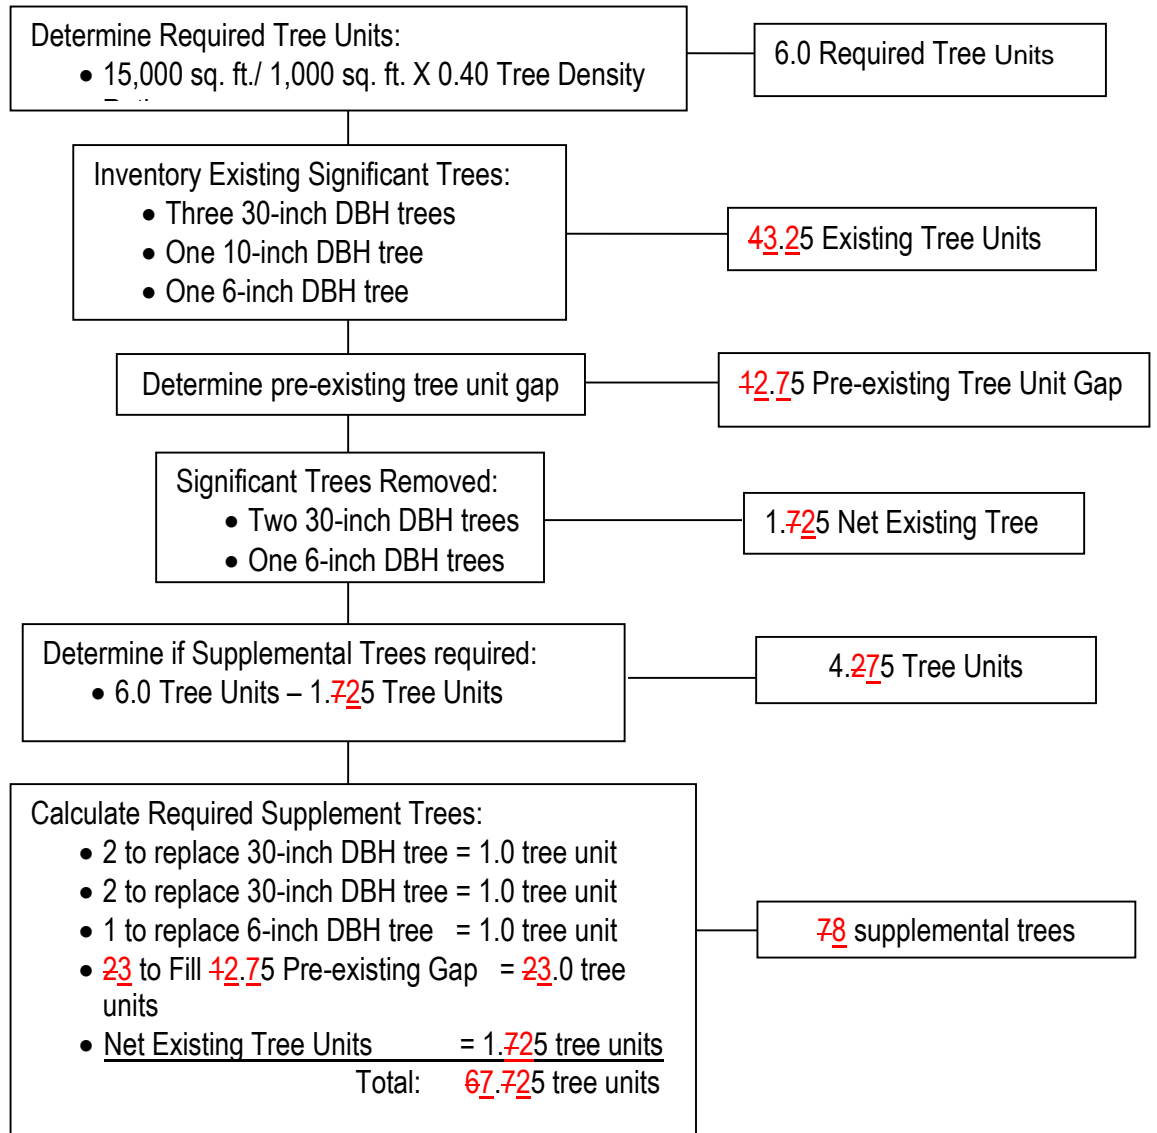 Determine Required Tree Units:
• 15,000 sq. ft./ 1,000 sq. ft. X 0.40 Tree Density
6.0 Required Tree Units
Inventory Existing Significant Trees:
• Three 30-inch DBH trees
• One 10-inch DBH tree
• One 6-inch DBH tree
43.25 Existing Tree Units
Determine pre-existing tree unit gap
12.75 Pre-existing Tree Unit Gap
Significant Trees Removed:
• Two 30-inch DBH trees
• One 6-inch DBH trees
1.725 Net Existing Tree
Determine if Supplemental Trees required:
• 6.0 Tree Units – 1.725 Tree Units
4.275 Tree Units
Calculate Required Supplement Trees:
• 2 to replace 30-inch DBH tree = 1.0 tree unit
• 2 to replace 30-inch DBH tree = 1.0 tree unit
• 1 to replace 6-inch DBH tree = 1.0 tree unit
• 23 to Fill 12.75 Pre-existing Gap = 23.0 tree
units
• Net Existing Tree Units = 1.725 tree units
Total: 67.725 tree units
78 supplemental trees